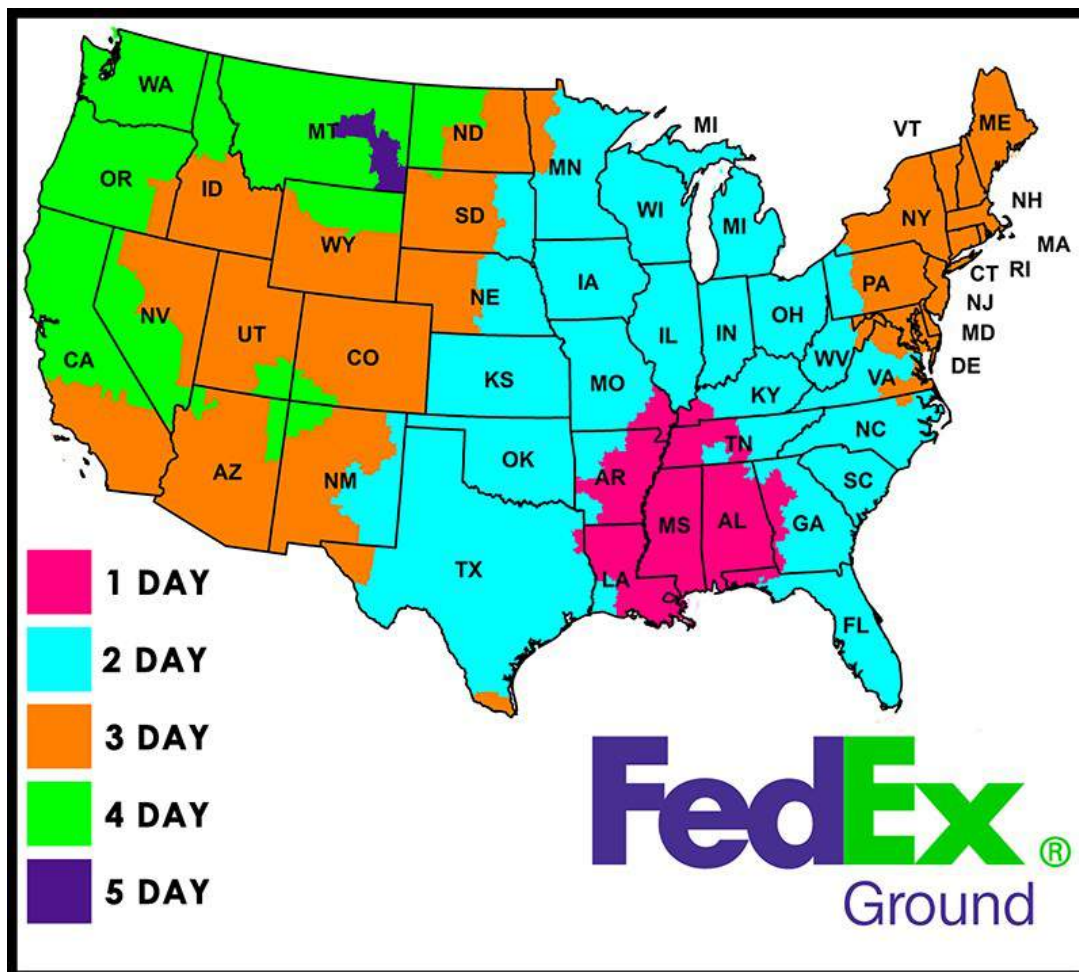 WA
OR
CA
ID
NV
MT
WY
UT
AZ
CO
NM
ND
SD
NE
KS
OK
TX
MN
IA
MO
AR
LA
WI
IL
MI
MI
IN
OH
KY
TN
MS
AL
GA
FL
SC
NC
WV
VA
PA
NY
VT
ME
NH
MA
RI
CT
NJ
MD
DE
1 DAY
2 DAY
3 DAY
4 DAY
5 DAY
FedEx ®
Ground